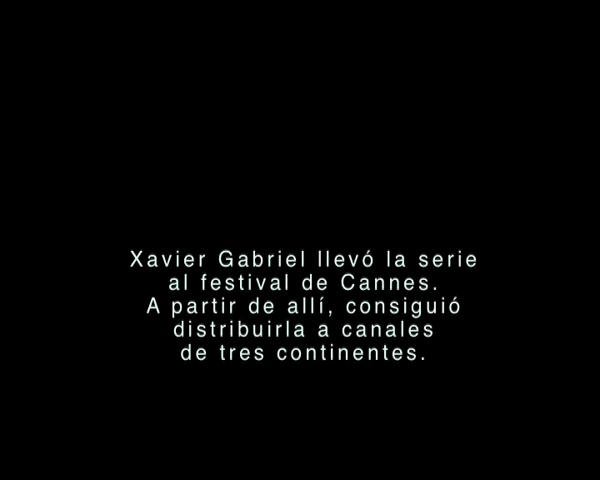 Xavier Gabriel llevó la serie
al festival de Cannes.
A partir de allí, consiguió
distribuirla a canales
de tres continentes.